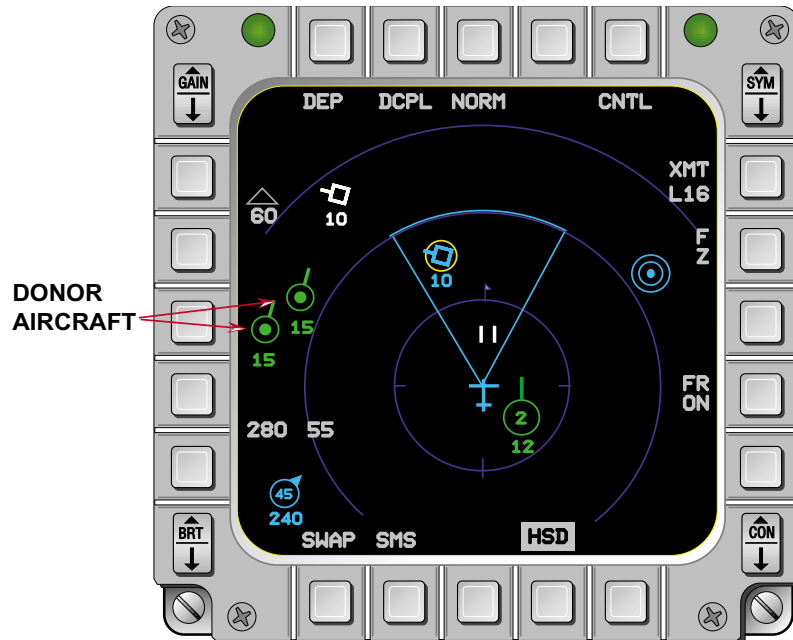 GAIN
SYM
DEP DCPL NORM CNTL
XMT
L16
60
10
F
Z
10
DONOR
AIRCRAFT
15
15
FR
ON
2
12
280 55
45
240
BRT
CON
SWAP SMS HSD